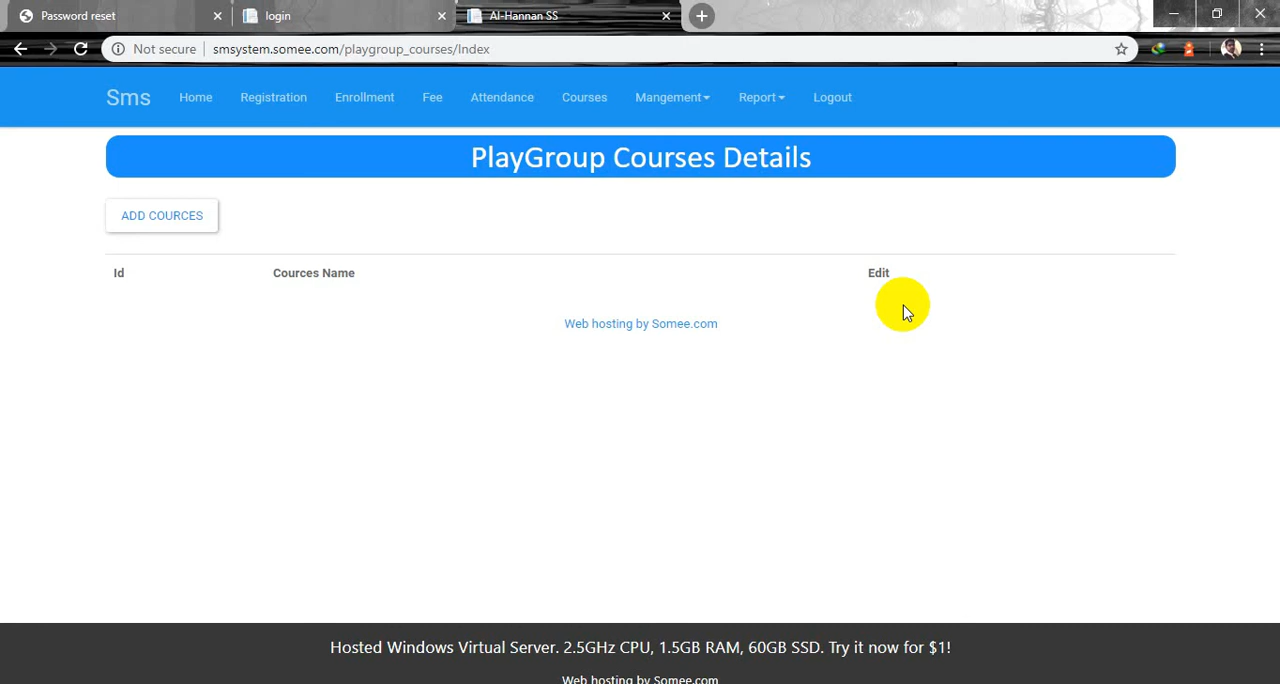 Password reset
login
Al-Hannan SS
Not secure
smsystem.somee.com/playgroup_courses/Index
Sms Home Registration Enrollment Fee Attendance Courses Mangement Report Logout
PlayGroup Courses Details
ADD COURCES
Id Cources Name Edit
Web hosting by Somee.com
Hosted Windows Virtual Server. 2.5GHz CPU, 1.5GB RAM, 60GB SSD. Try it now for $1!
Web hosting by Somee.com